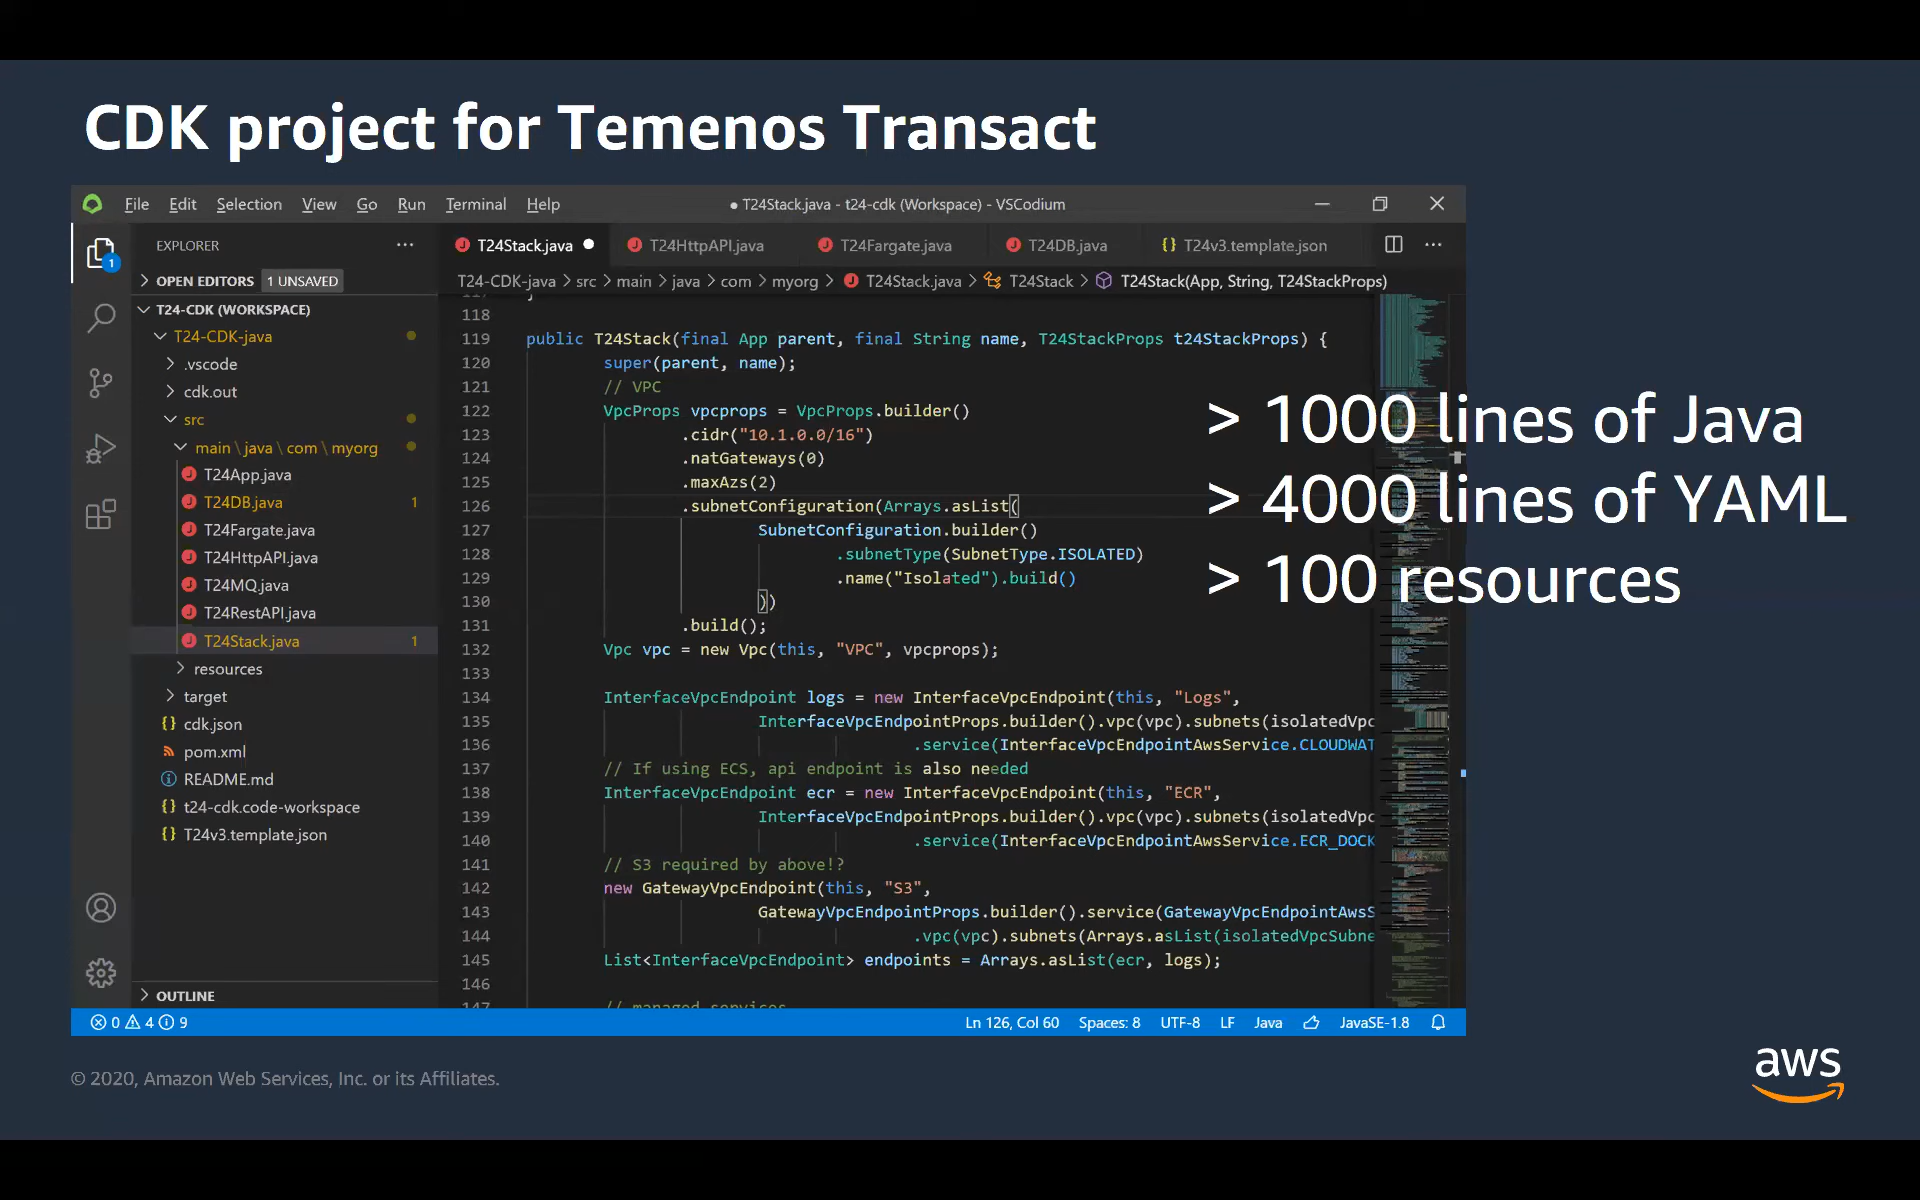 CDK project for Temenos Transact
File Edit Selection View Go Run Terminal Help
● T24Stack.java - t24-cdk (Workspace) - VSCodium
EXPLORER
OPEN EDITORS 1 UNSAVED
T24-CDK (WORKSPACE)
T24-CDK-java
.vscode
cdk.out
src
main \ java \ com \ myorg
T24App.java
T24DB.java 1
T24Fargate.java
T24HttpAPI.java
T24MQ.java
T24RestAPI.java
T24Stack.java 1
resources
target
cdk.json
pom.xml
README.md
t24-cdk.code-workspace
T24v3.template.json
OUTLINE
1
T24Stack.java T24HttpAPI.java T24Fargate.java T24DB.java T24v3.template.json
T24-CDK-java > src > main > java > com > myorg > T24Stack.java > T24Stack > T24Stack(App, String, T24StackProps)
118
119 public T24Stack(final App parent, final String name, T24StackProps t24StackProps) {
120 super(parent, name);
121 // VPC
122 VpcProps vpcprops = VpcProps.builder()
123 .cidr("10.1.0.0/16")
124 .natGateways(0)
125 .maxAzs(2)
126 .subnetConfiguration(Arrays.asList(
127 SubnetConfiguration.builder()
128 .subnetType(SubnetType.ISOLATED)
129 .name("Isolated").build()
130 ))
131 .build();
132 Vpc vpc = new Vpc(this, "VPC", vpcprops);
133
134 InterfaceVpcEndpoint logs = new InterfaceVpcEndpoint(this, "Logs",
135 InterfaceVpcEndpointProps.builder().vpc(vpc).subnets(isolatedVpc
136 .service(InterfaceVpcEndpointAwsService.CLOUDWAT
137 // If using ECS, api endpoint is also needed
138 InterfaceVpcEndpoint ecr = new InterfaceVpcEndpoint(this, "ECR",
139 InterfaceVpcEndpointProps.builder().vpc(vpc).subnets(isolatedVpc
140 .service(InterfaceVpcEndpointAwsService.ECR_DOCK
141 // S3 required by above!?
142 new GatewayVpcEndpoint(this, "S3",
143 GatewayVpcEndpointProps.builder().service(GatewayVpcEndpointAwsS
144 .vpc(vpc).subnets(Arrays.asList(isolatedVpcSubne
145 List<InterfaceVpcEndpoint> endpoints = Arrays.asList(ecr, logs);
146
147 // managed services
> 1000 lines of Java
> 4000 lines of YAML
> 100 resources
0 4 9
Ln 126, Col 60 Spaces: 8 UTF-8 LF Java JavaSE-1.8
© 2020, Amazon Web Services, Inc. or its Affiliates.
aws